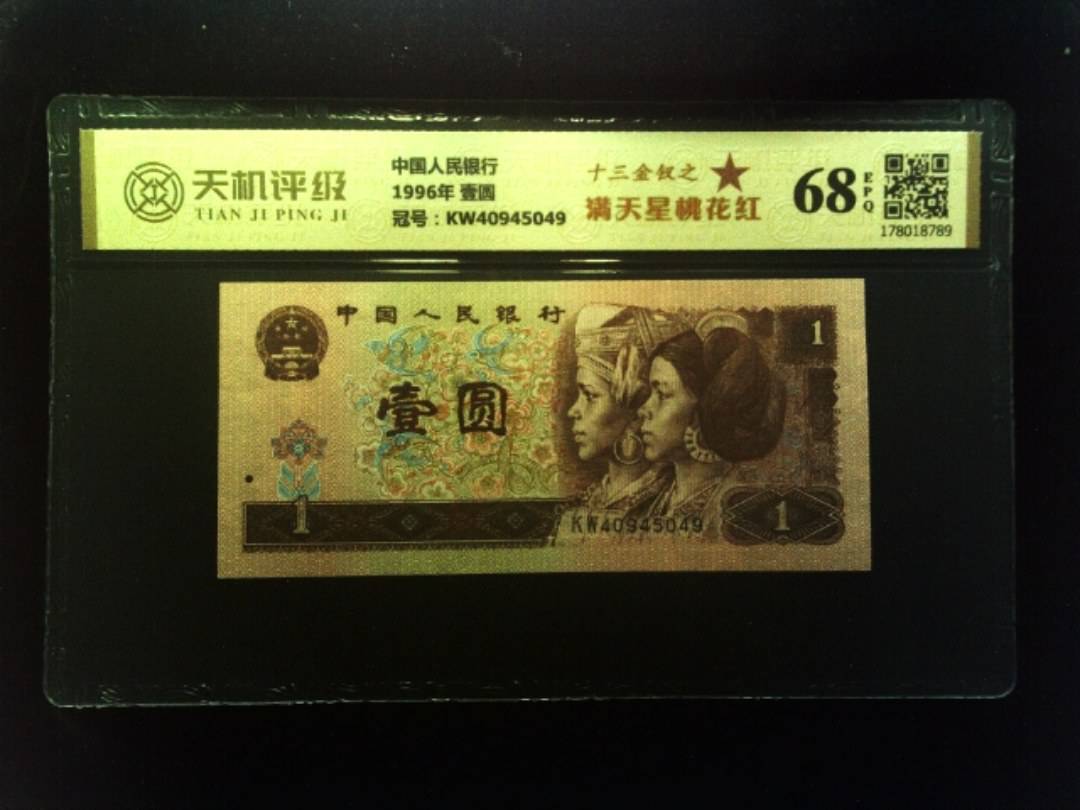 天机评级
TIAN JI PING JI
中国人民银行
1996年 壹圆
冠号：KW40945049
十三金钗之
满天星桃花红
68
EPQ
178018789
中国人民银行
壹圆
1
1
KW40945049
1